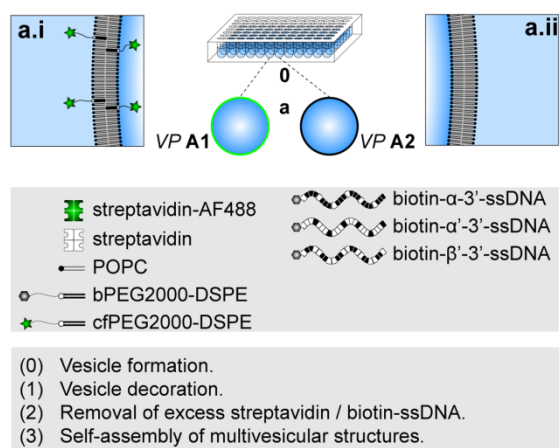 a.i
a.ii
0
a
VP A1
VP A2
streptavidin-AF488
streptavidin
POPC
bPEG2000-DSPE
cfPEG2000-DSPE
biotin-α-3'-ssDNA
biotin-α'-3'-ssDNA
biotin-β'-3'-ssDNA
(0) Vesicle formation.
(1) Vesicle decoration.
(2) Removal of excess streptavidin / biotin-ssDNA.
(3) Self-assembly of multivesicular structures.